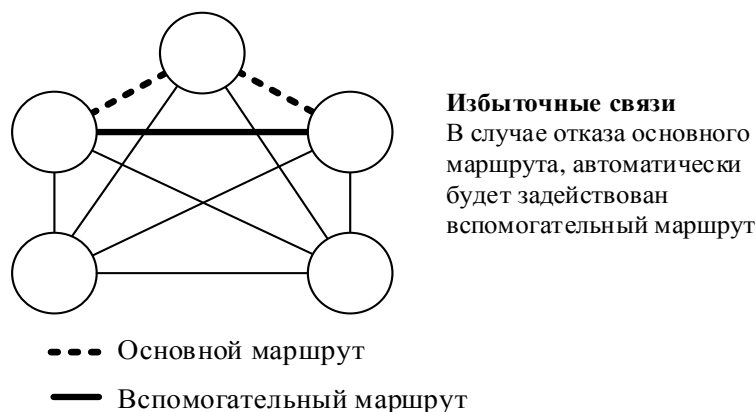 Избыточные связи
В случае отказа основного
маршрута, автоматически
будет задействован
вспомогательный маршрут
Основной маршрут
Вспомогательный маршрут